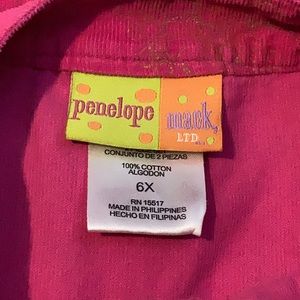 penelope
mack,
LTD.
CONJUNTO DE 2 PIEZAS
100% COTTON
ALGODON
6X
RN 15517
MADE IN PHILIPPINES
HECHO EN FILIPINAS